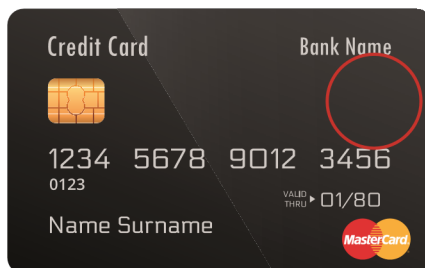 Credit Card
Bank Name
1234 5678 9012 3456
0123
VALID
THRU
01/80
Name Surname
MasterCard